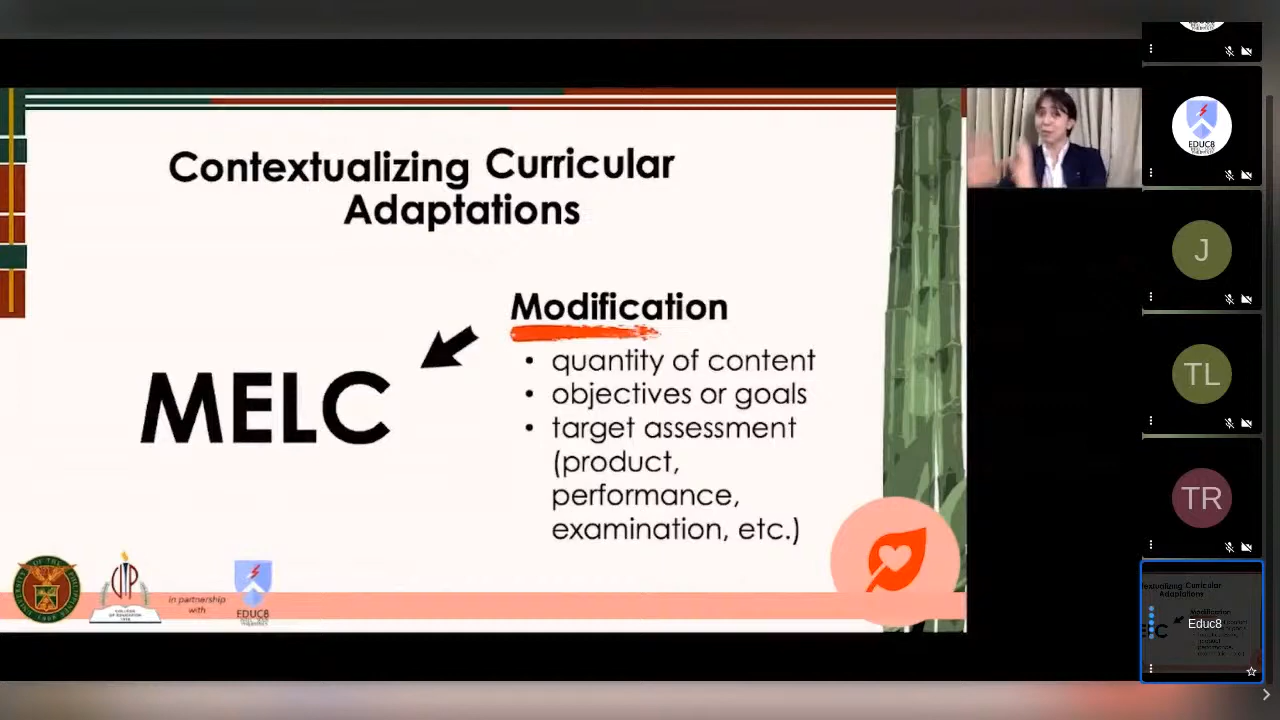 Contextualizing Curricular
Adaptations
Modification
• quantity of content
• objectives or goals
• target assessment
(product,
performance,
examination, etc.)
MELC
in partnership
with
EDUC8
EDUC8
J
TL
TR
Educ8